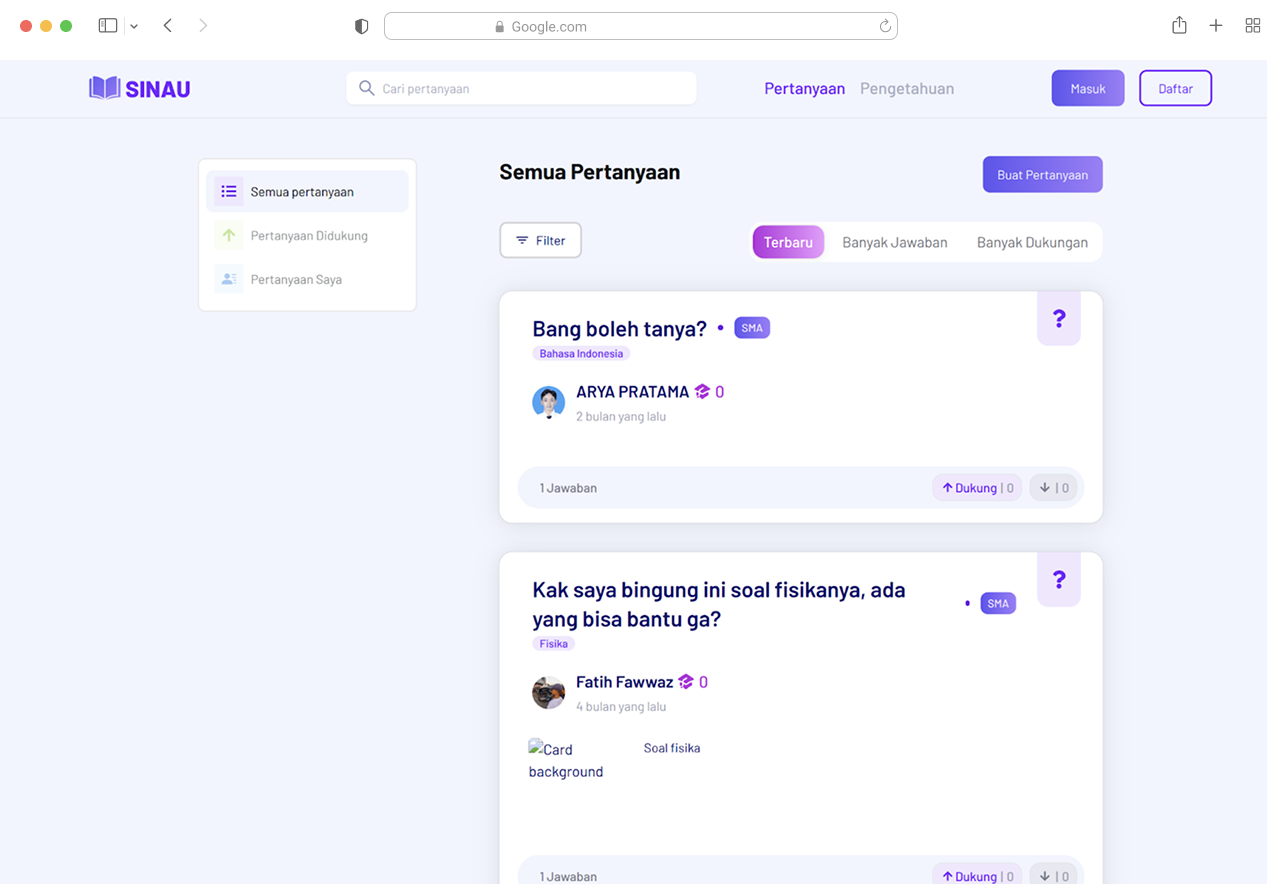 Google.com
SINAU
Cari pertanyaan
Pertanyaan Pengetahuan
Masuk
Daftar
Semua pertanyaan
Pertanyaan Didukung
Pertanyaan Saya
Semua Pertanyaan
Buat Pertanyaan
Filter
Terbaru Banyak Jawaban Banyak Dukungan
Bang boleh tanya? • SMA
?
Bahasa Indonesia
ARYA PRATAMA 0
2 bulan yang lalu
1 Jawaban
Dukung | 0
| 0
Kak saya bingung ini soal fisikanya, ada
yang bisa bantu ga?
• SMA
?
Fisika
Fatih Fawwaz 0
4 bulan yang lalu
Card
background
Soal fisika
1 Jawaban
Dukung | 0
| 0